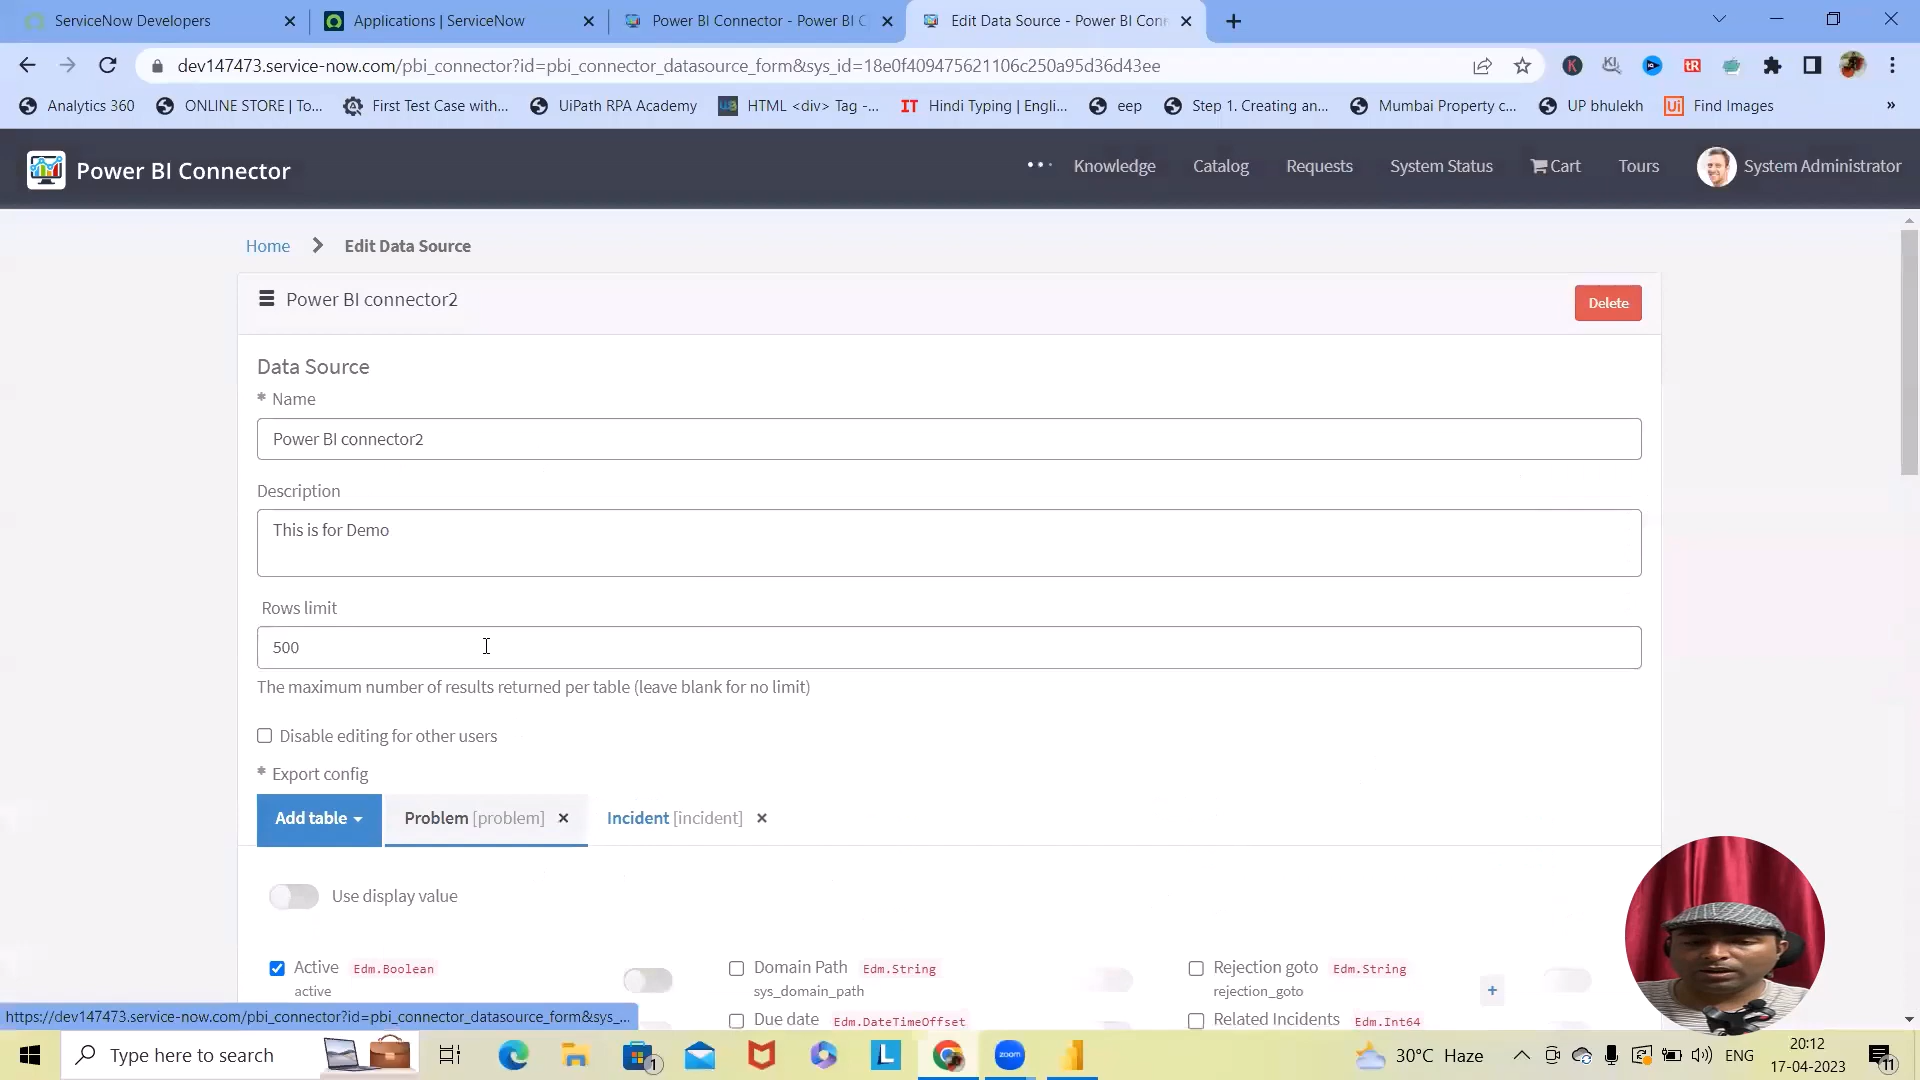 ServiceNow Developers
Applications | ServiceNow
Power BI Connector - Power BI C
Edit Data Source - Power BI Conn
dev147473.service-now.com/pbi_connector?id=pbi_connector_datasource_form&sys_id=18e0f409475621106c250a95d36d43ee
Analytics 360
ONLINE STORE | To...
First Test Case with...
UiPath RPA Academy
HTML <div> Tag -...
Hindi Typing | Engli...
eep
Step 1. Creating an...
Mumbai Property c...
UP bhulekh
Find Images
»
Power BI Connector
Knowledge
Catalog
Requests
System Status
Cart
Tours
System Administrator
Home
Edit Data Source
Power BI connector2
Delete
Data Source
* Name
Power BI connector2
Description
This is for Demo
Rows limit
500
The maximum number of results returned per table (leave blank for no limit)
Disable editing for other users
* Export config
Add table
Problem [problem]
Incident [incident]
Use display value
Active Edm.Boolean
active
Domain Path Edm.String
sys_domain_path
Rejection goto Edm.String
rejection_goto
+
Due date Edm.DateTimeOffset
Related Incidents Edm.Int64
https://dev147473.service-now.com/pbi_connector?id=pbi_connector_datasource_form&sys_...
Type here to search
1
L
zoom
30°C Haze
ENG
20:12
17-04-2023
11